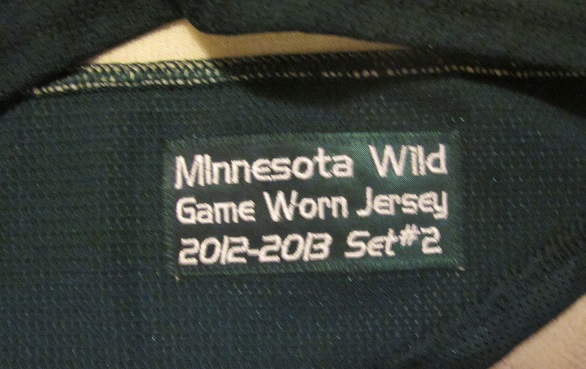 Minnesota Wild
Game Worn Jersey
2012-2013 Set #2